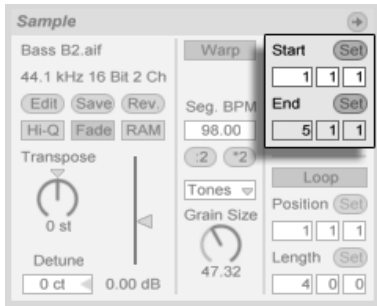 Sample
Bass B2.aif
44.1 kHz 16 Bit 2 Ch
Edit Save Rev.
Hi-Q Fade RAM
Transpose
0 st
Detune
0 ct 0.00 dB
Warp
Seg. BPM
98.00
:2 *2
Tones
Grain Size
47.32
Start Set
1 1 1
End Set
5 1 1
Loop
Position Set
1 1 1
Length Set
4 0 0